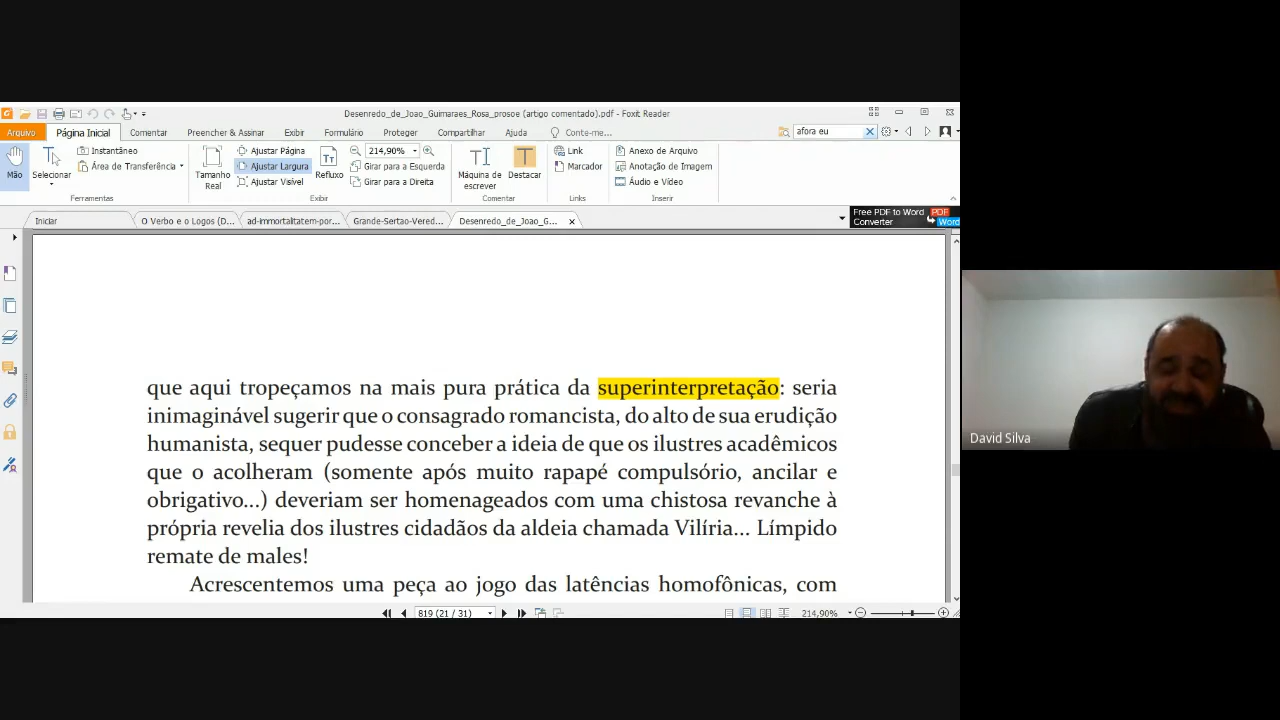 Desenredo_de_Joao_Guimaraes_Rosa_prosoe (artigo comentado).pdf - Foxit Reader
Arquivo Página Inicial Comentar Preencher & Assinar Exibir Formulário Proteger Compartilhar Ajuda Conte-me... afora eu
Mão
Selecionar
Instantâneo
Área de Transferência
Ferramentas
Tamanho Real
Ajustar Página
Ajustar Largura
Ajustar Visível
Refluxo
214,90%
Girar para a Esquerda
Girar para a Direita
Exibir
Máquina de escrever
Destacar
Comentar
Link
Marcador
Links
Anexo de Arquivo
Anotação de Imagem
Áudio e Vídeo
Inserir
Iniciar O Verbo e o Logos (D... ad-immortalitatem-por... Grande-Sertao-Vered... Desenredo_de_Joao_G...
Free PDF to Word PDF
Converter Word
que aqui tropeçamos na mais pura prática da superinterpretação: seria
inimaginável sugerir que o consagrado romancista, do alto de sua erudição
humanista, sequer pudesse conceber a ideia de que os ilustres acadêmicos
que o acolheram (somente após muito rapapé compulsório, ancilar e
obrigativo...) deveriam ser homenageados com uma chistosa revanche à
própria revelia dos ilustres cidadãos da aldeia chamada Vilíria... Límpido
remate de males!
Acrescentemos uma peça ao jogo das latências homofônicas, com
819 (21 / 31) 214,90%
David Silva